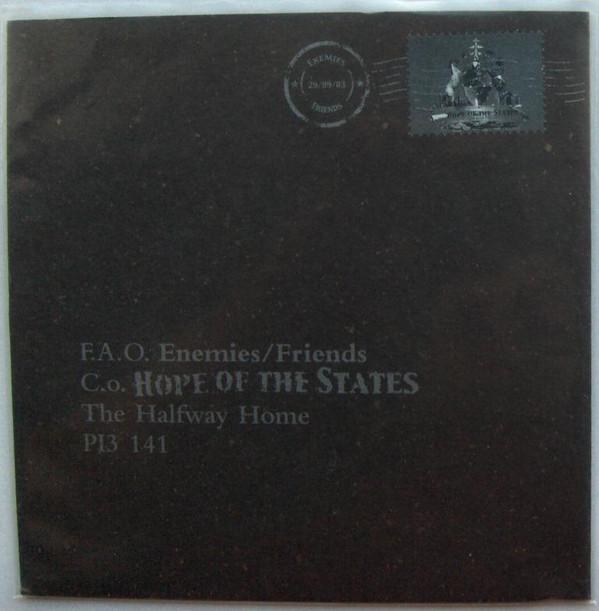 ENEMIES
29/09/03
FRIENDS
HOPE OF THE STATES
F.A.O. Enemies/Friends
C.o. HOPE OF THE STATES
The Halfway Home
PI3 141